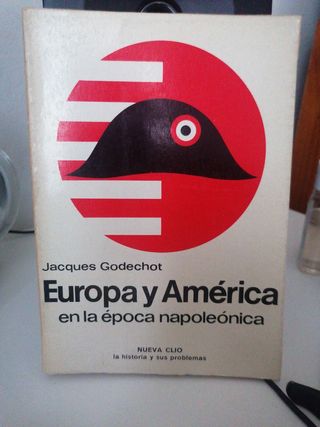 Jacques Godechot
Europa y América
en la época napoleónica
NUEVA CLIO
la historia y sus problemas